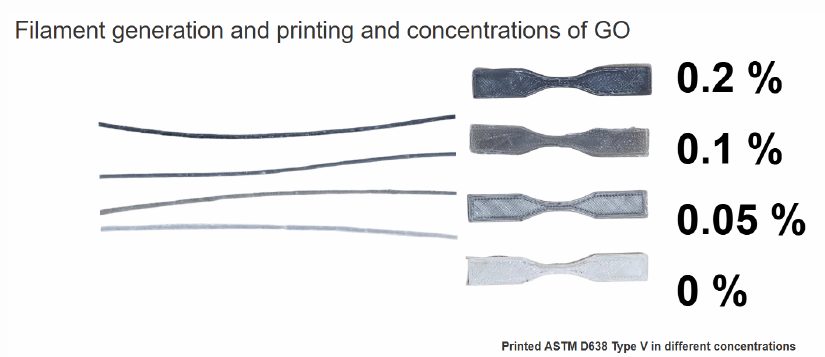 Filament generation and printing and concentrations of GO
0.2 %
0.1 %
0.05 %
0 %
Printed ASTM D638 Type V in different concentrations